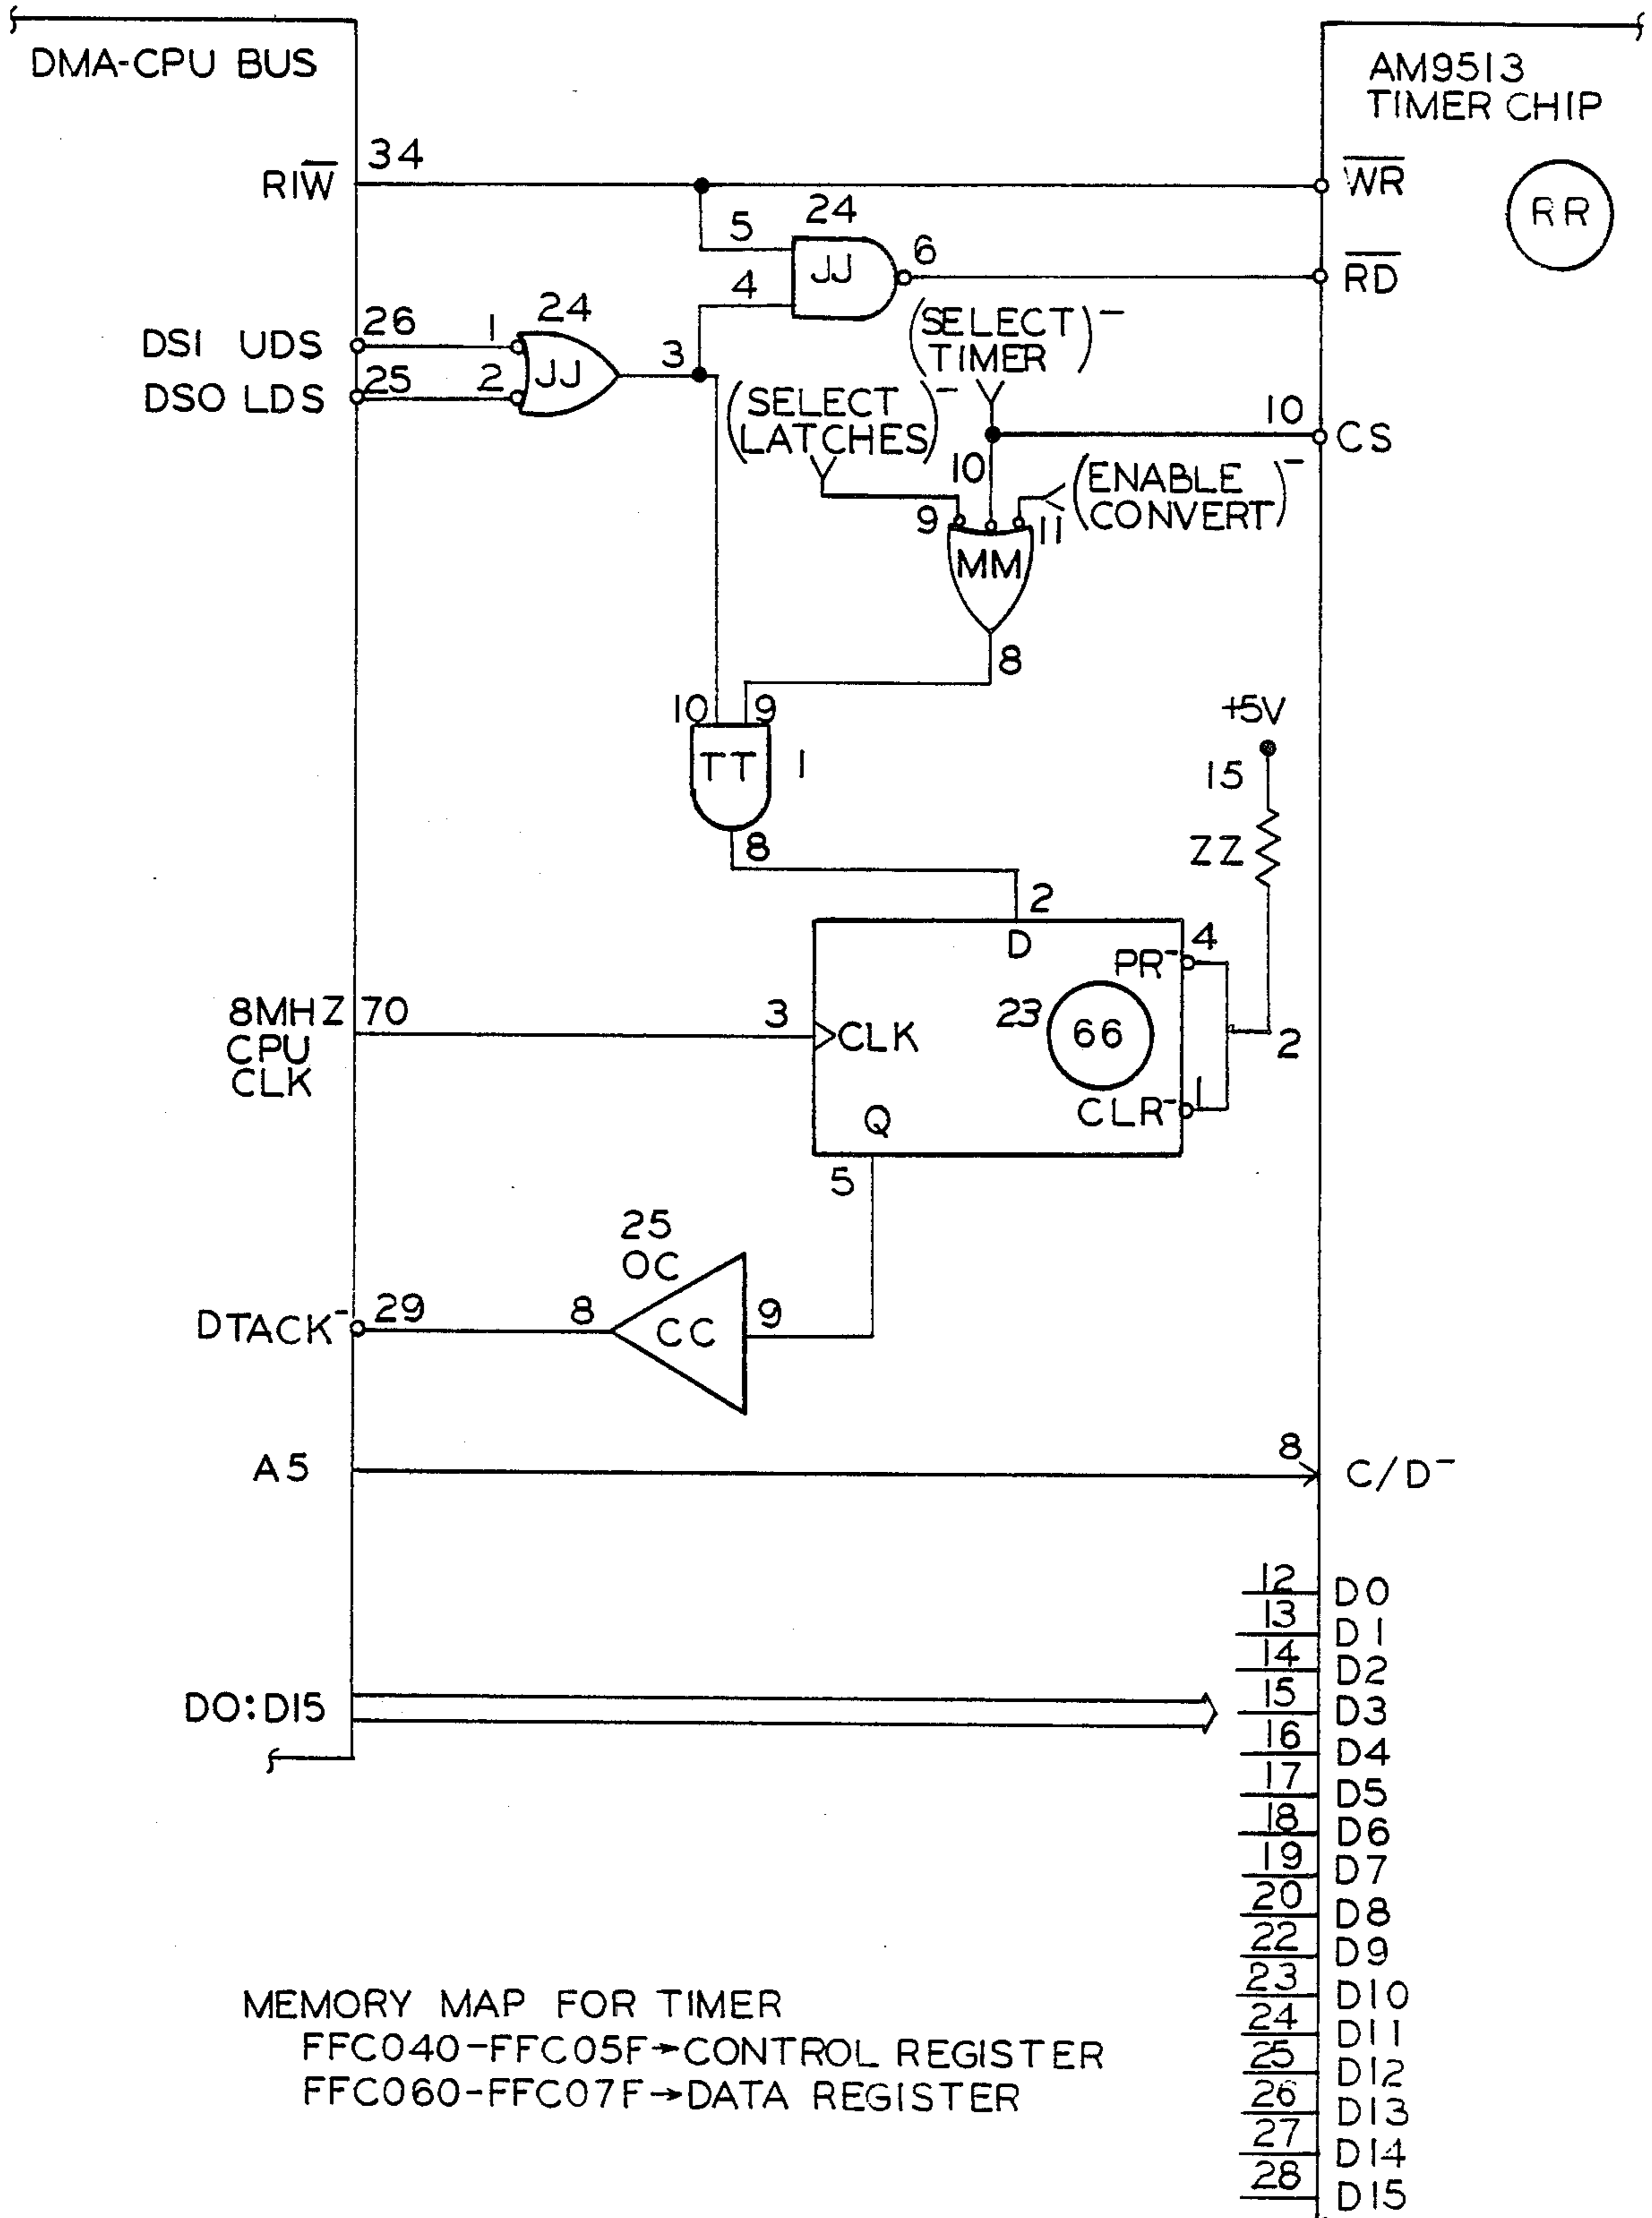 DMA-CPU BUS
AM9513
TIMER CHIP
RR
RIW̅
34
W̅R̅
5
24
JJ
6
R̅D̅
4
DS1 UDS
26
1
24
JJ
3
DS0 LDS
25
2
(SELECT TIMER)⁻
(SELECT LATCHES)⁻
10
CS
10
(ENABLE CONVERT)⁻
9
11
MM
8
10
9
TT
1
8
+5V
15
ZZ
2
2
D
PR⁻
4
8MHZ
CPU
CLK
70
3
CLK
23
66
CLR⁻
1
Q
5
25
OC
DTACK⁻
29
8
CC
9
A5
8
C/D⁻
12 D0
13 D1
14 D2
D0:D15
15 D3
16 D4
17 D5
18 D6
19 D7
20 D8
22 D9
23 D10
24 D11
25 D12
26 D13
27 D14
28 D15
MEMORY MAP FOR TIMER
FFC040-FFC05F→CONTROL REGISTER
FFC060-FFC07F→DATA REGISTER